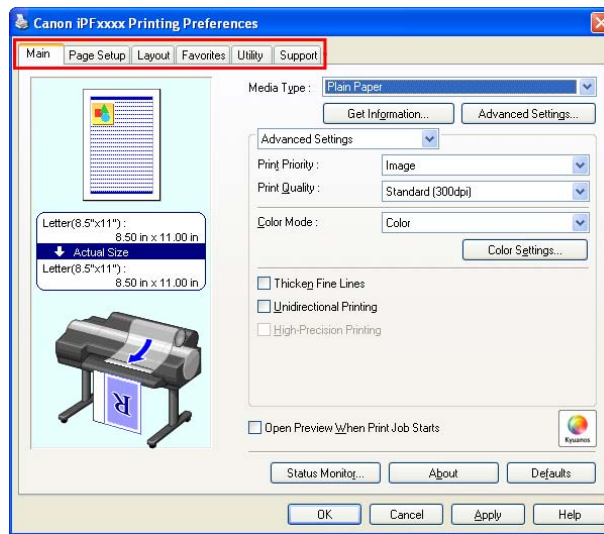 Canon iPFxxxx Printing Preferences
Main Page Setup Layout Favorites Utility Support
Media Type : Plain Paper
Get Information... Advanced Settings...
Advanced Settings
Print Priority : Image
Print Quality : Standard (300dpi)
Color Mode : Color
Color Settings...
Letter(8.5"x11") :
8.50 in x 11.00 in
Actual Size
Letter(8.5"x11") :
8.50 in x 11.00 in
Thicken Fine Lines
Unidirectional Printing
High-Precision Printing
R
Open Preview When Print Job Starts
Kyuanos
Status Monitor... About Defaults
OK Cancel Apply Help